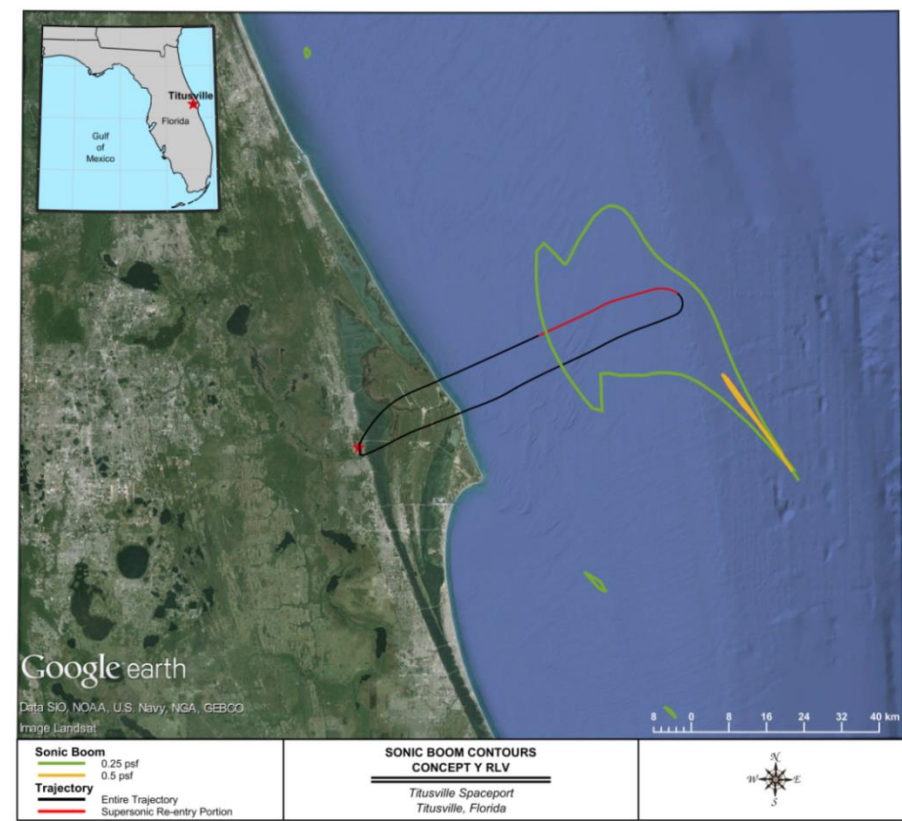 Titusville
Florida
Gulf
of
Mexico
Google earth
Data SIO, NOAA, U.S. Navy, NGA, GEBCO
Image Landsat
8 0 8 16 24 32 40 km
Sonic Boom
0.25 psf
0.5 psf
Trajectory
Entire Trajectory
Supersonic Re-entry Portion
SONIC BOOM CONTOURS
CONCEPT Y RLV
Titusville Spaceport
Titusville, Florida
N
W E
S